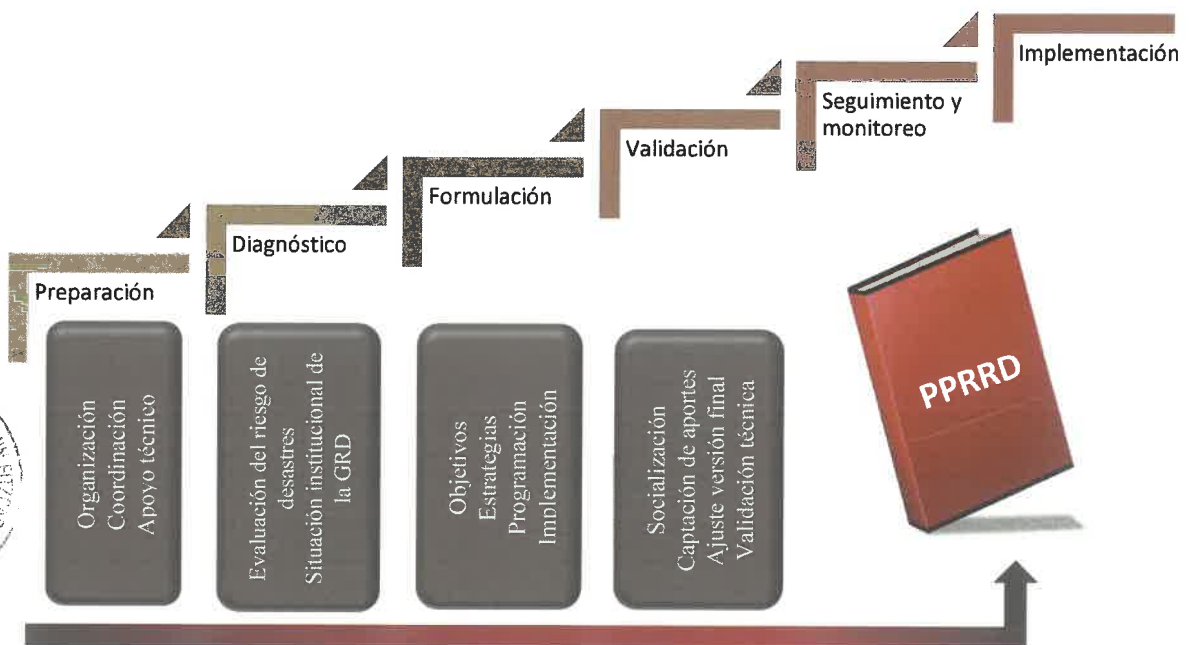 Implementación
Seguimiento y
monitoreo
Validación
Formulación
Diagnóstico
Preparación
Organización
Coordinación
Apoyo técnico
Evaluación del riesgo de
desastres
Situación institucional de
la GRD
Objetivos
Estrategias
Programación
Implementación
Socialización
Captación de aportes
Ajuste versión final
Validación técnica
PPRRD